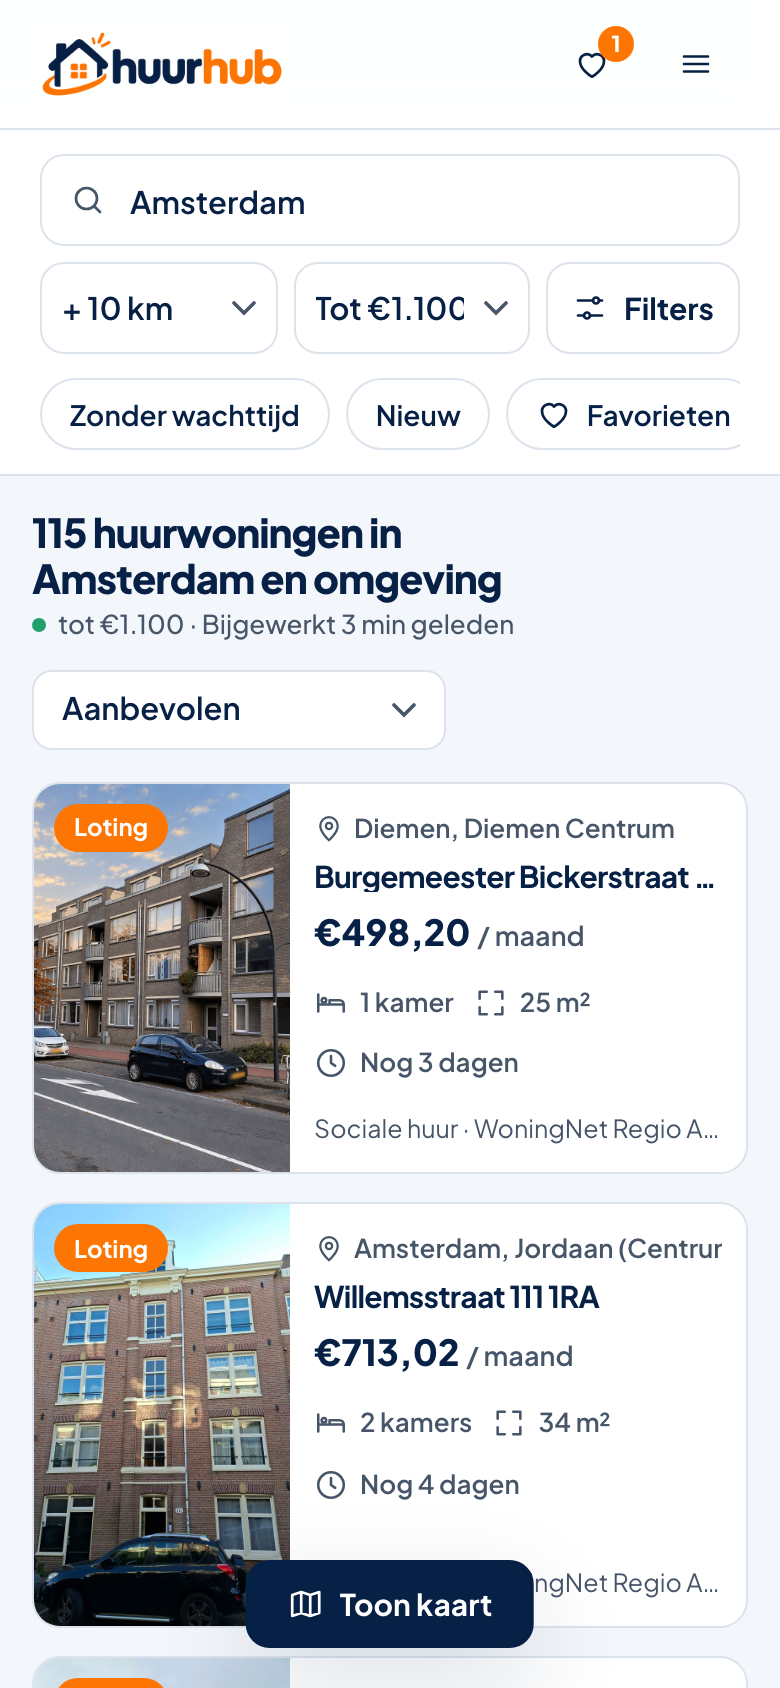 huurhub
1
Amsterdam
+ 10 km
Tot €1.100
Filters
Zonder wachttijd
Nieuw
Favorieten
115 huurwoningen in
Amsterdam en omgeving
tot €1.100 · Bijgewerkt 3 min geleden
Aanbevolen
Loting
Diemen, Diemen Centrum
Burgemeester Bickerstraat ...
€498,20 / maand
1 kamer 25 m²
Nog 3 dagen
Sociale huur · WoningNet Regio A...
Loting
Amsterdam, Jordaan (Centrur
Willemsstraat 111 1RA
€713,02 / maand
2 kamers 34 m²
Nog 4 dagen
ngNet Regio A...
Toon kaart